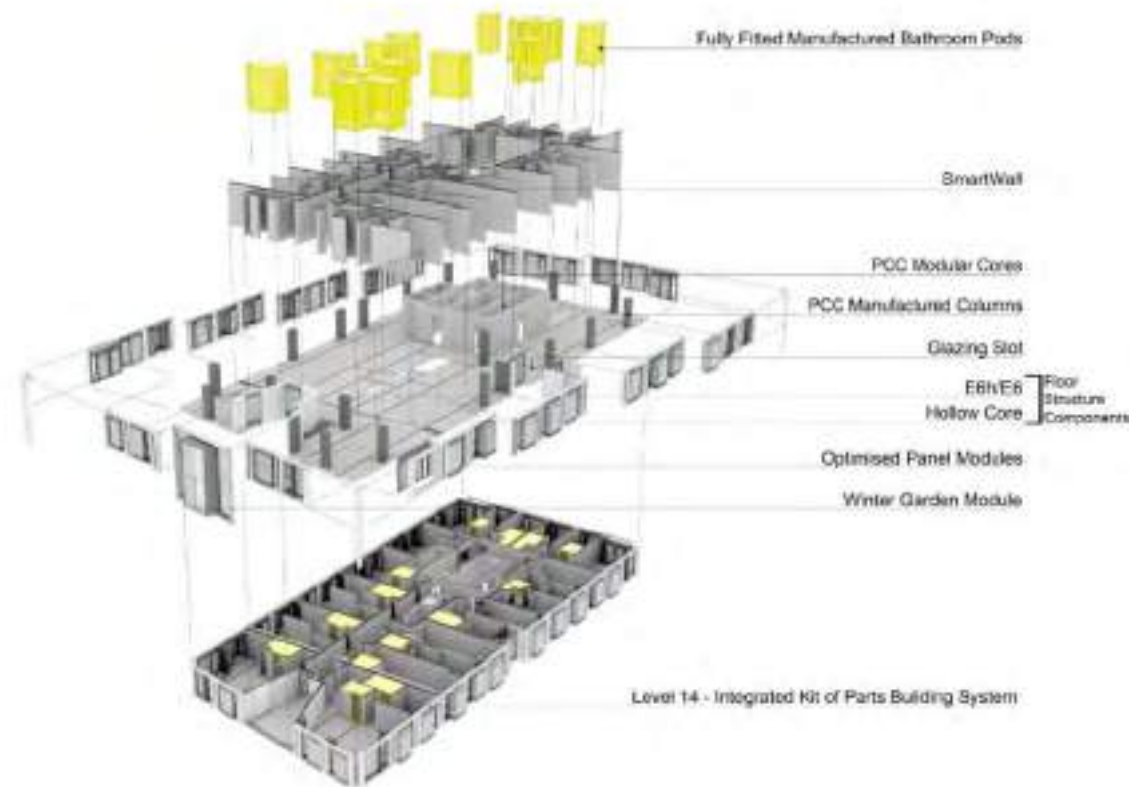 Fully Fitted Manufactured Bathroom Pods
SmartWall
PCC Modular Cores
PCC Manufactured Columns
Glazing Slot
E6h/E6
Hollow Core
Floor
Structure
Components
Optimised Panel Modules
Winter Garden Module
Level 14 - Integrated Kit of Parts Building System